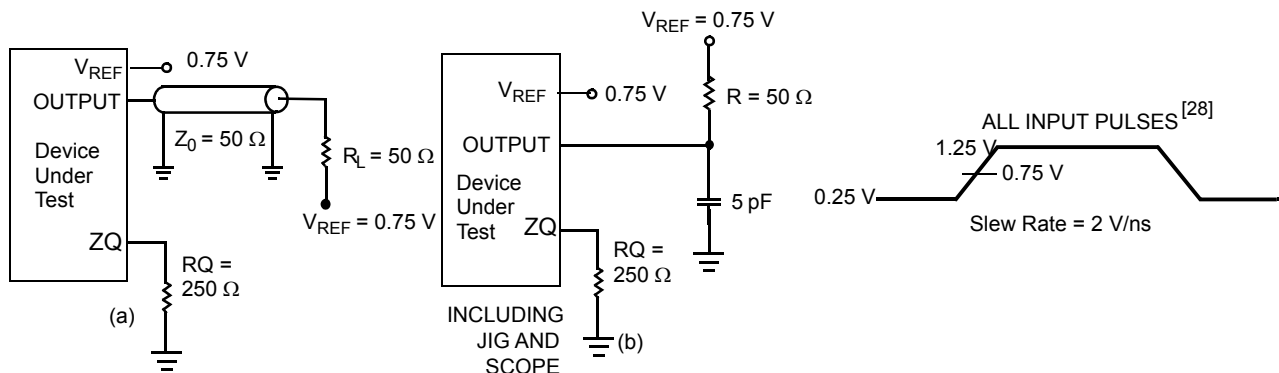 V_REF 0.75 V
OUTPUT
Z_0 = 50 Ω
Device
Under
Test
R_L = 50 Ω
V_REF = 0.75 V
ZQ
RQ =
250 Ω
(a)
V_REF = 0.75 V
R = 50 Ω
V_REF 0.75 V
OUTPUT
Device
Under
Test
5 pF
ZQ
RQ =
250 Ω
INCLUDING
JIG AND
SCOPE
(b)
ALL INPUT PULSES[28]
1.25 V
0.75 V
0.25 V
Slew Rate = 2 V/ns